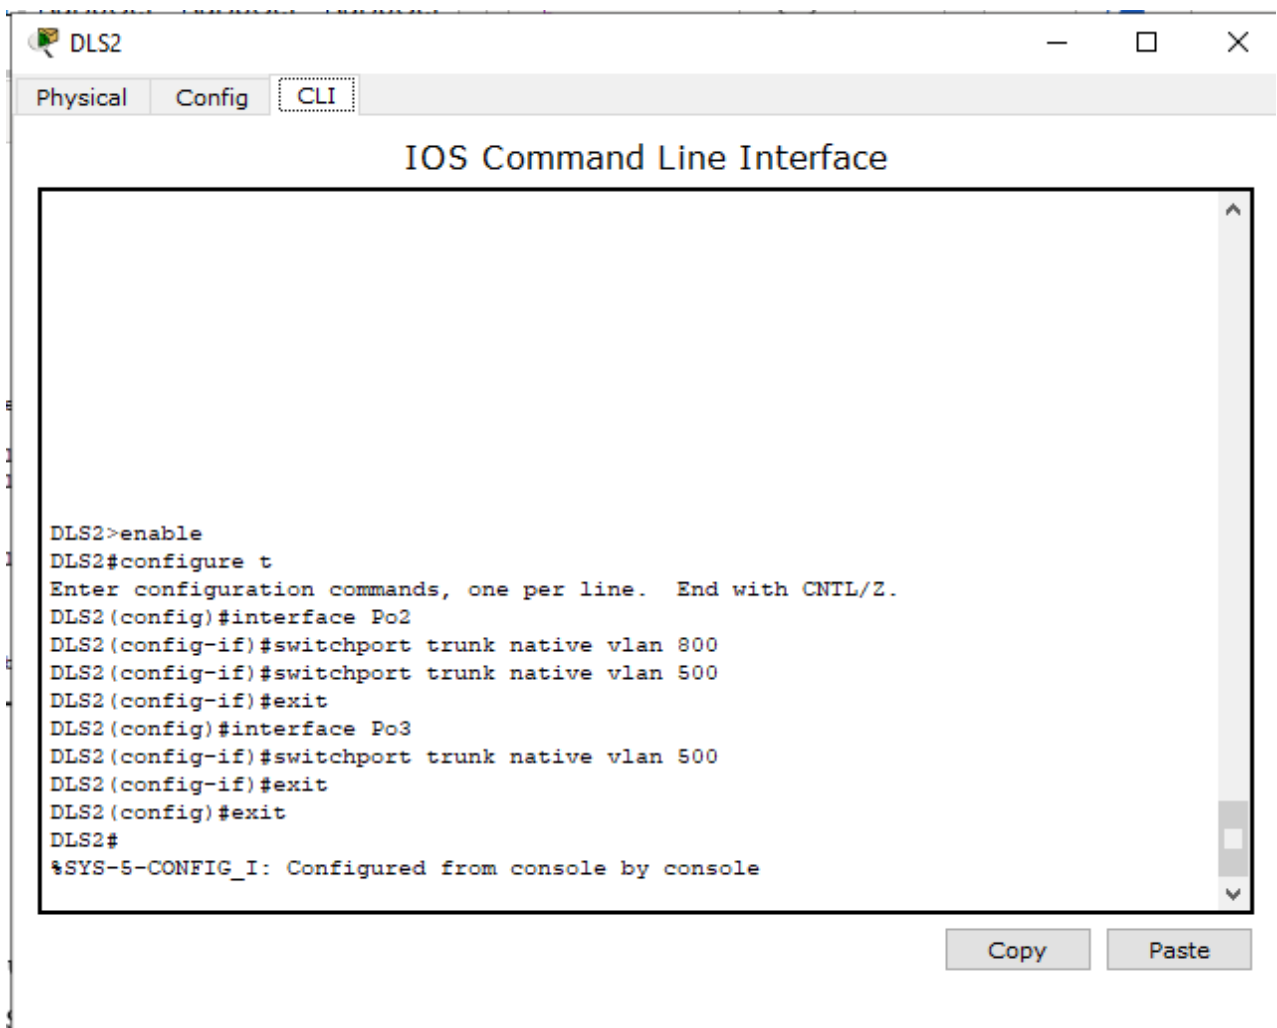 DLS2
Physical Config CLI
IOS Command Line Interface
DLS2>enable
DLS2#configure t
Enter configuration commands, one per line.  End with CNTL/Z.
DLS2(config)#interface Po2
DLS2(config-if)#switchport trunk native vlan 800
DLS2(config-if)#switchport trunk native vlan 500
DLS2(config-if)#exit
DLS2(config)#interface Po3
DLS2(config-if)#switchport trunk native vlan 500
DLS2(config-if)#exit
DLS2(config)#exit
DLS2#
%SYS-5-CONFIG_I: Configured from console by console
Copy Paste